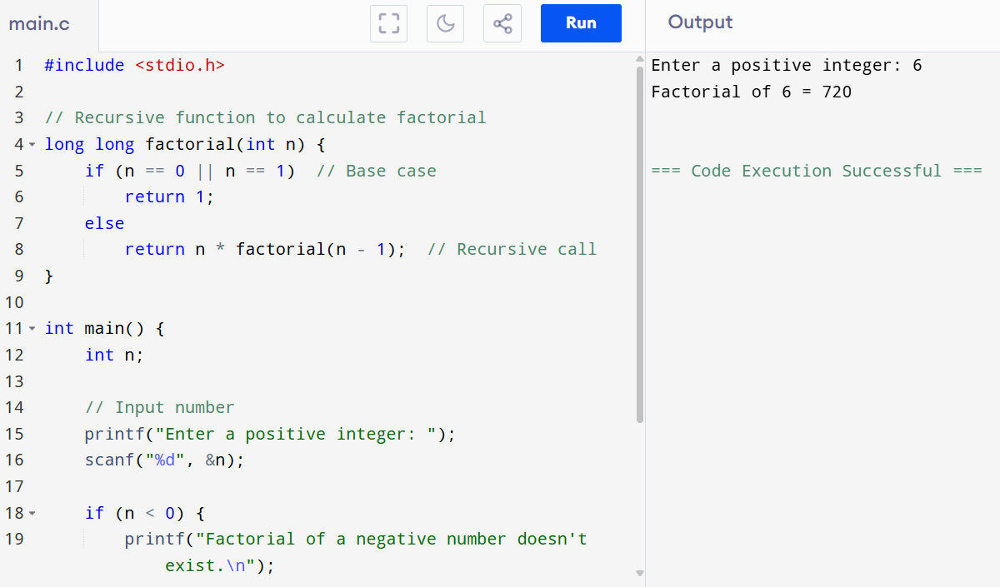 main.c
Run
Output
1 #include <stdio.h>
2
3 // Recursive function to calculate factorial
4 long long factorial(int n) {
5     if (n == 0 || n == 1)  // Base case
6         return 1;
7     else
8         return n * factorial(n - 1);  // Recursive call
9 }
10
11 int main() {
12     int n;
13
14     // Input number
15     printf("Enter a positive integer: ");
16     scanf("%d", &n);
17
18     if (n < 0) {
19         printf("Factorial of a negative number doesn't
            exist.\n");
Enter a positive integer: 6
Factorial of 6 = 720
=== Code Execution Successful ===